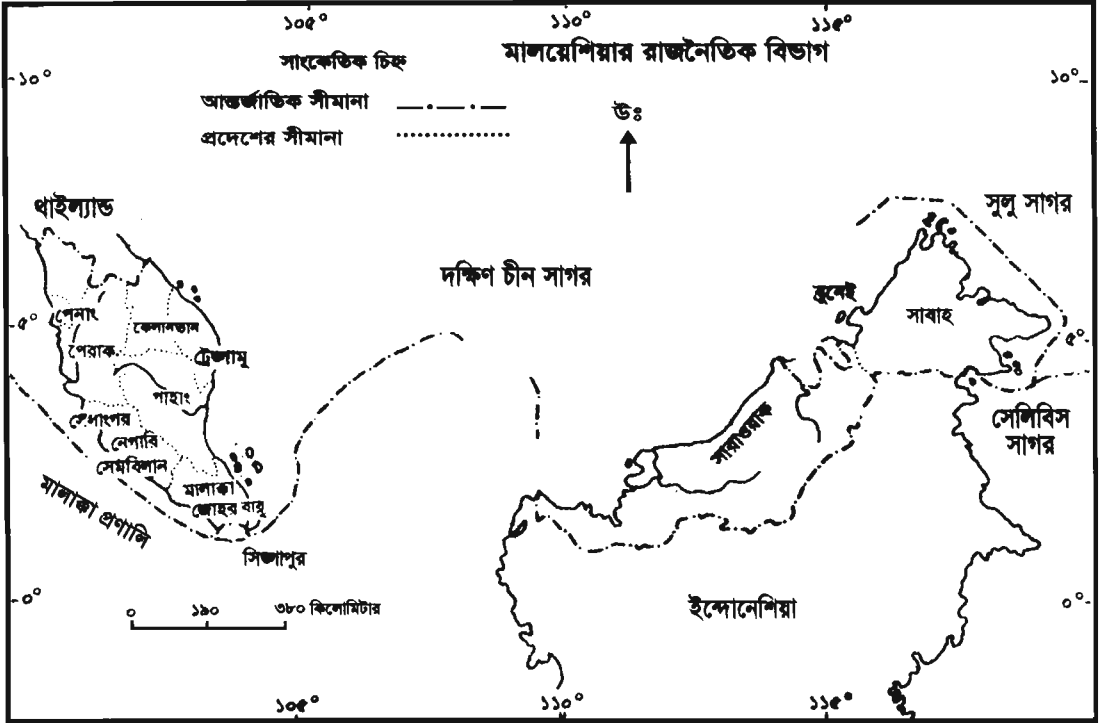 ১০৫° ১১০° ১১৫°
মালয়েশিয়ার রাজনৈতিক বিভাগ
সাংকেতিক চিহ্ন
১০° ১০°
আন্তর্জাতিক সীমানা
প্রদেশের সীমানা
উঃ
থাইল্যান্ড
সুলু সাগর
দক্ষিণ চীন সাগর
ব্রুনেই
সাবাহ
পেনাং
কেলানতান
৫° ৫°
পেরাক
ট্রেঙ্গানু
পাহাং
সেলাংগর
নেগারি
সেমবিলান
সারাওয়াক
সেলিবিস
সাগর
মালাক্কা
জোহর বারু
মালাক্কা প্রণালি
সিঙ্গাপুর
০° ০°
ইন্দোনেশিয়া
০ ১৯০ ৩৮০ কিলোমিটার
১০৫° ১১০° ১১৫°